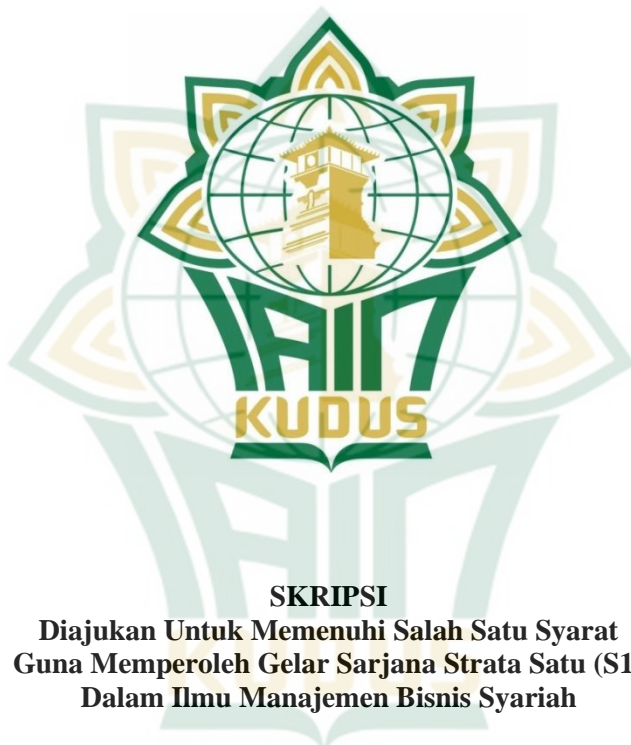 IAIN
KUDUS
SKRIPSI
Diajukan Untuk Memenuhi Salah Satu Syarat
Guna Memperoleh Gelar Sarjana Strata Satu (S1
Dalam Ilmu Manajemen Bisnis Syariah